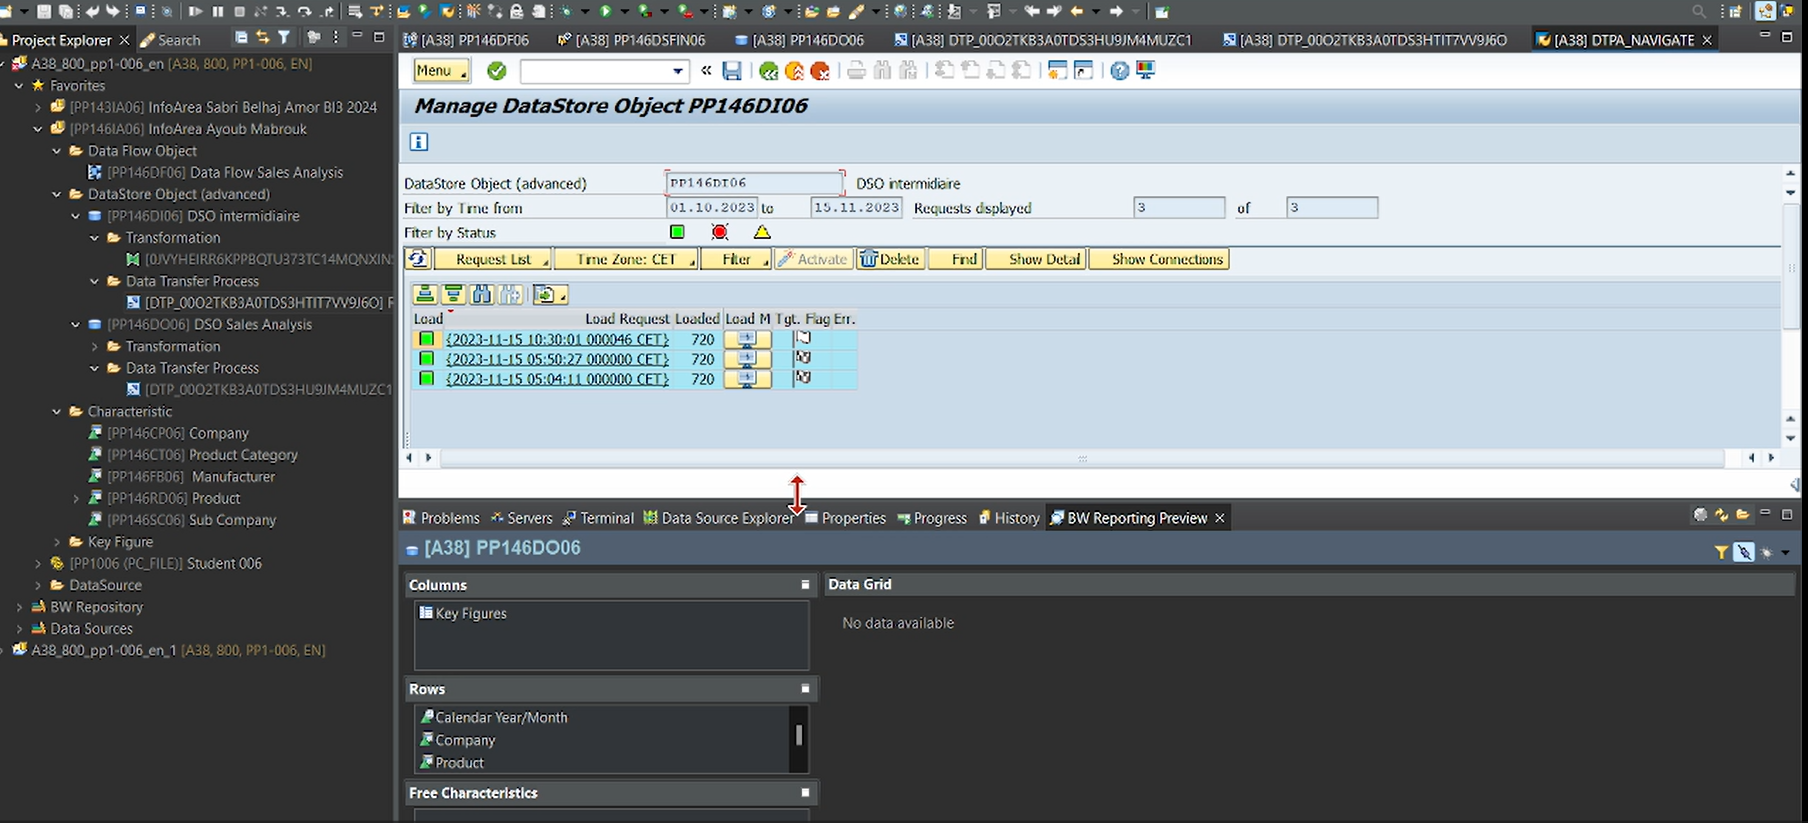 Project Explorer
Search
[A38] PP146DF06
[A38] PP146DSFIN06
[A38] PP146DO06
[A38] DTP_00O2TKB3A0TDS3HU9JM4MUZC1
[A38] DTP_00O2TKB3A0TDS3HTIT7VV9J6O
[A38] DTPA_NAVIGATE
A38_800_pp1-006_en [A38, 800, PP1-006, EN]
Favorites
[PP143IA06] InfoArea Sabri Belhaj Amor BI3 2024
[PP146IA06] InfoArea Ayoub Mabrouk
Data Flow Object
[PP146DF06] Data Flow Sales Analysis
DataStore Object (advanced)
[PP146DI06] DSO intermidiaire
Transformation
[0JVYHEIRR6KPPBQTU373TC14MQNXIN
Data Transfer Process
[DTP_00O2TKB3A0TDS3HTIT7VV9J6O]
[PP146DO06] DSO Sales Analysis
Transformation
Data Transfer Process
[DTP_00O2TKB3A0TDS3HU9JM4MUZC1
Characteristic
[PP146CP06] Company
[PP146CT06] Product Category
[PP146FB06] Manufacturer
[PP146RD06] Product
[PP146SC06] Sub Company
Key Figure
[PP1006 (PC_FILE)] Student 006
DataSource
BW Repository
Data Sources
A38_800_pp1-006_en_1 [A38, 800, PP1-006, EN]
Menu
Manage DataStore Object PP146DI06
DataStore Object (advanced) PP146DI06 DSO intermidiaire
Filter by Time from 01.10.2023 to 15.11.2023 Requests displayed 3 of 3
Filter by Status
Request List Time Zone: CET Filter Activate Delete Find Show Detail Show Connections
Load Load Request Loaded Load M Tgt. Flag Err.
{2023-11-15 10:30:01 000046 CET} 720
{2023-11-15 05:50:27 000000 CET} 720
{2023-11-15 05:04:11 000000 CET} 720
Problems Servers Terminal Data Source Explorer Properties Progress History BW Reporting Preview
[A38] PP146DO06
Columns
Key Figures
Rows
Calendar Year/Month
Company
Product
Free Characteristics
Data Grid
No data available